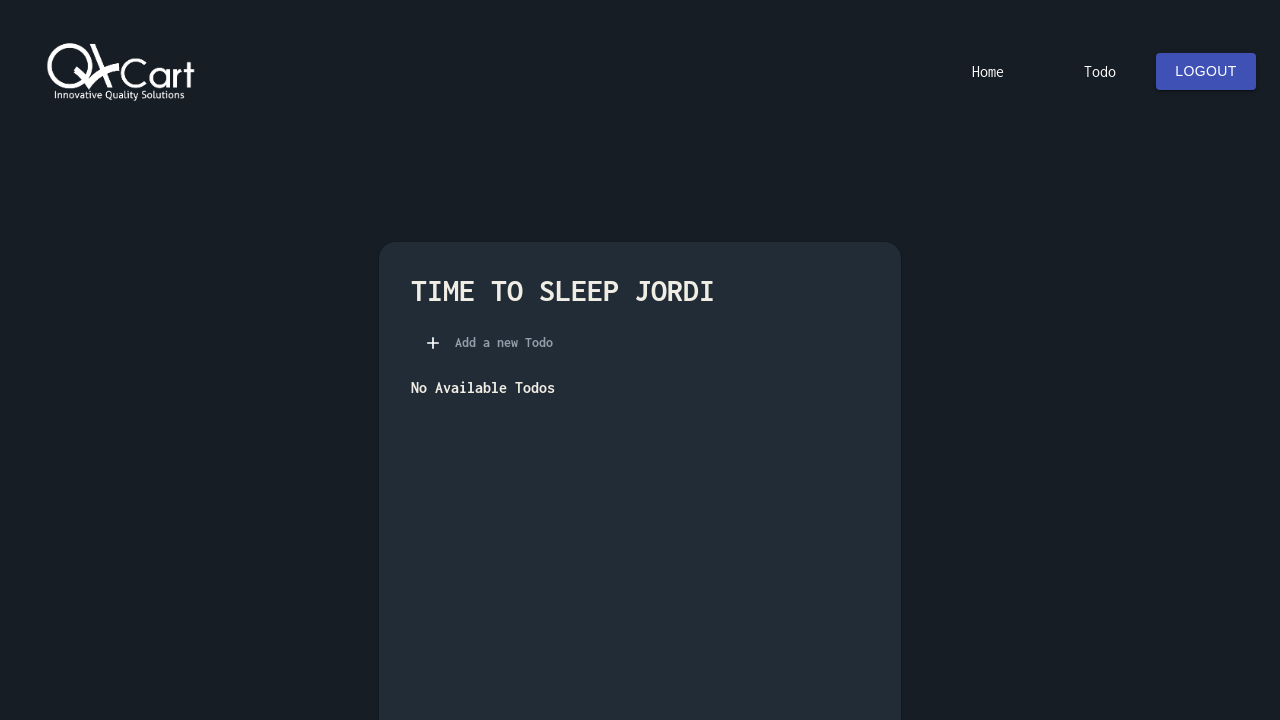 QACart
Innovative Quality Solutions
Home
Todo
LOGOUT
TIME TO SLEEP JORDI
Add a new Todo
No Available Todos